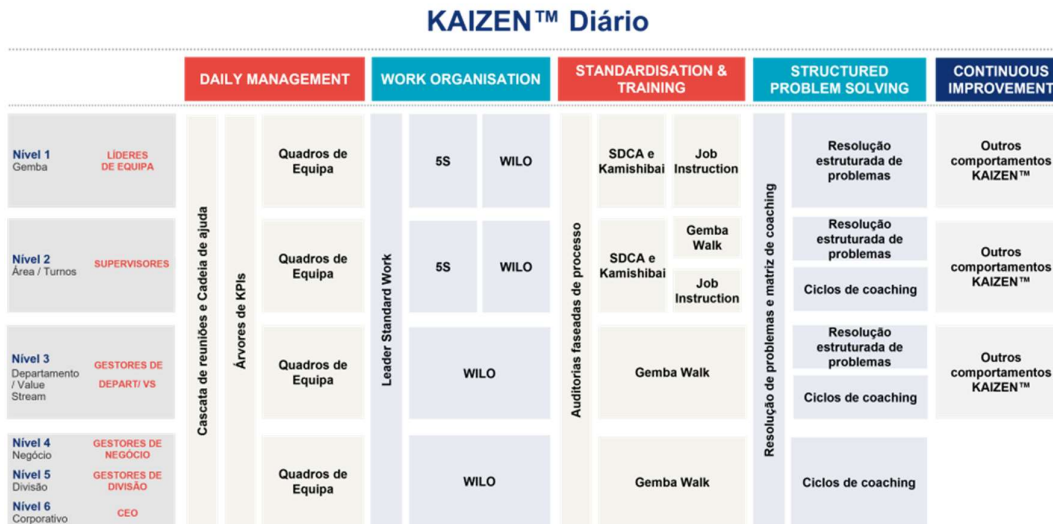 KAIZEN™ Diário
DAILY MANAGEMENT
WORK ORGANISATION
STANDARDISATION &
TRAINING
STRUCTURED
PROBLEM SOLVING
CONTINUOUS
IMPROVEMENT
Cascata de reuniões e Cadeia de ajuda
Árvores de KPIs
Leader Standard Work
Auditorias faseadas de processo
Resolução de problemas e matriz de coaching
Nível 1
Gemba
LÍDERES
DE EQUIPA
Quadros de
Equipa
5S
WILO
SDCA e
Kamishibai
Job
Instruction
Resolução
estruturada de
problemas
Outros
comportamentos
KAIZEN™
Nível 2
Área / Turnos
SUPERVISORES
Quadros de
Equipa
5S
WILO
SDCA e
Kamishibai
Gemba
Walk
Job
Instruction
Resolução
estruturada de
problemas
Ciclos de coaching
Outros
comportamentos
KAIZEN™
Nível 3
Departamento
/ Value
Stream
GESTORES DE
DEPART/ VS
Quadros de
Equipa
WILO
Gemba Walk
Resolução
estruturada de
problemas
Ciclos de coaching
Outros
comportamentos
KAIZEN™
Nível 4
Negócio
GESTORES DE
NEGÓCIO
Nível 5
Divisão
GESTORES DE
DIVISÃO
Nível 6
Corporativo
CEO
Quadros de
Equipa
WILO
Gemba Walk
Ciclos de coaching